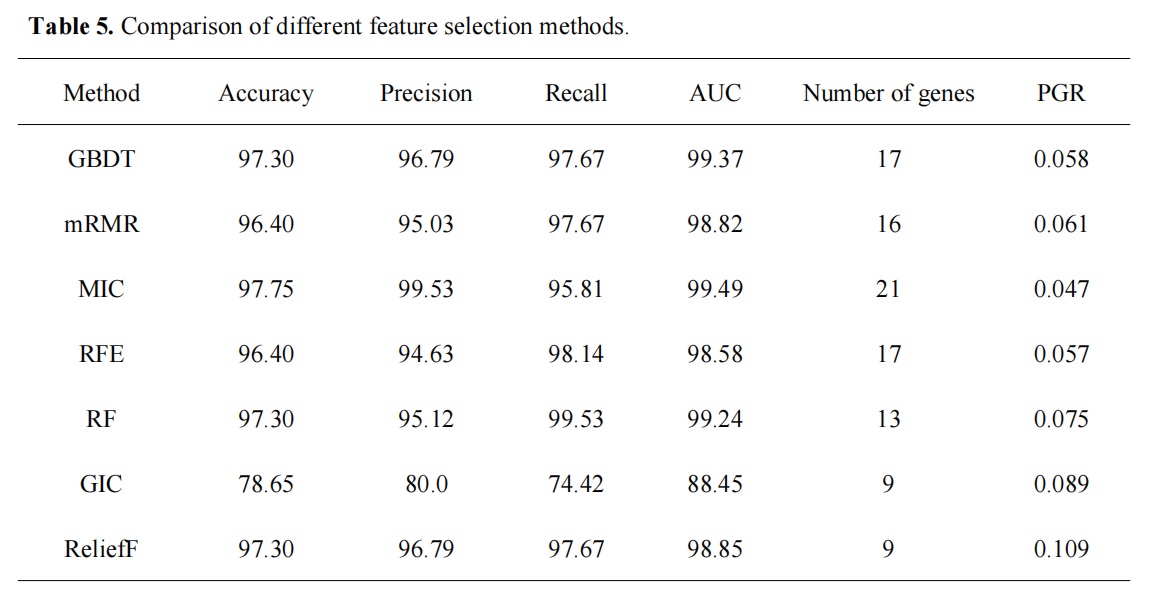 Table 5. Comparison of different feature selection methods.
Method Accuracy Precision Recall AUC Number of genes PGR
GBDT 97.30 96.79 97.67 99.37 17 0.058
mRMR 96.40 95.03 97.67 98.82 16 0.061
MIC 97.75 99.53 95.81 99.49 21 0.047
RFE 96.40 94.63 98.14 98.58 17 0.057
RF 97.30 95.12 99.53 99.24 13 0.075
GIC 78.65 80.0 74.42 88.45 9 0.089
ReliefF 97.30 96.79 97.67 98.85 9 0.109